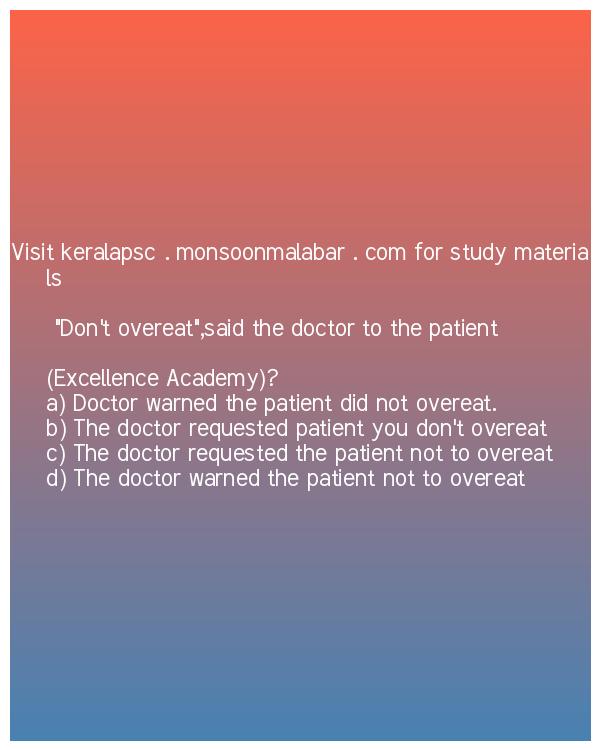 Visit keralapsc . monsoonmalabar . com for study materia
ls
"Don't overeat",said the doctor to the patient
(Excellence Academy)?
a) Doctor warned the patient did not overeat.
b) The doctor requested patient you don't overeat
c) The doctor requested the patient not to overeat
d) The doctor warned the patient not to overeat